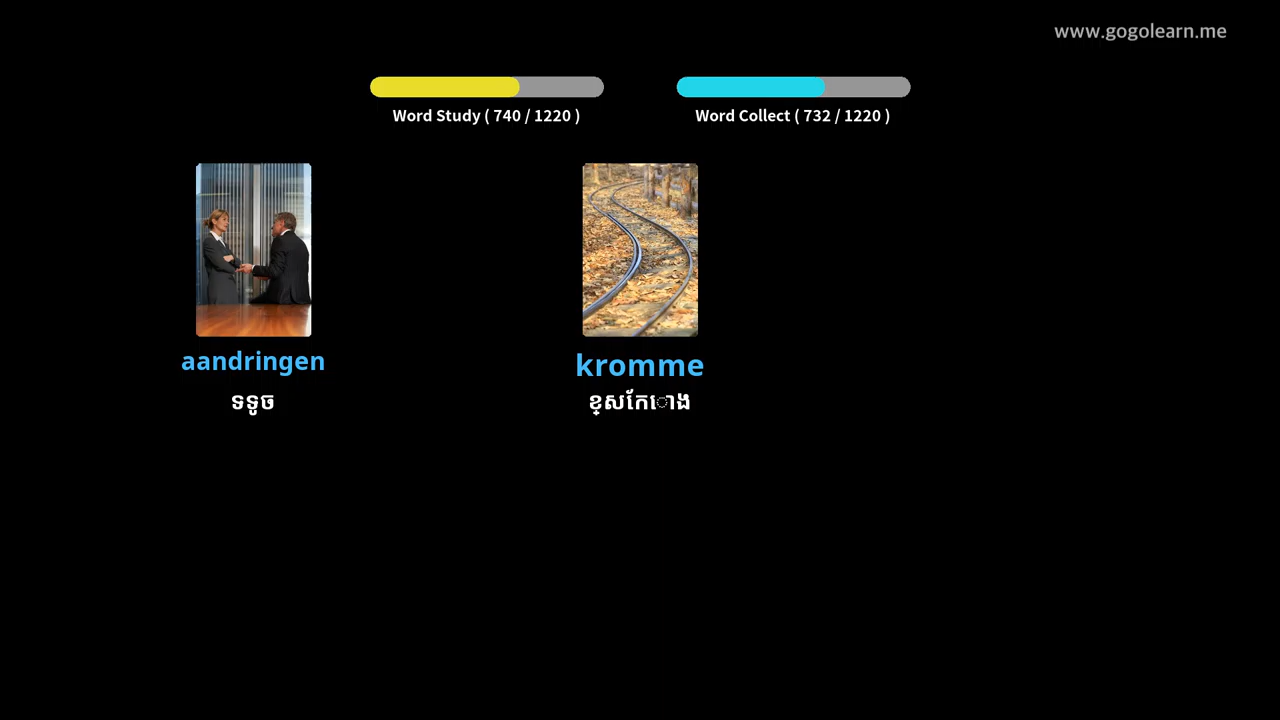 www.gogolearn.me
Word Study ( 740 / 1220 )
Word Collect ( 732 / 1220 )
aandringen
kromme
ទទូច
ខ្សកែោង